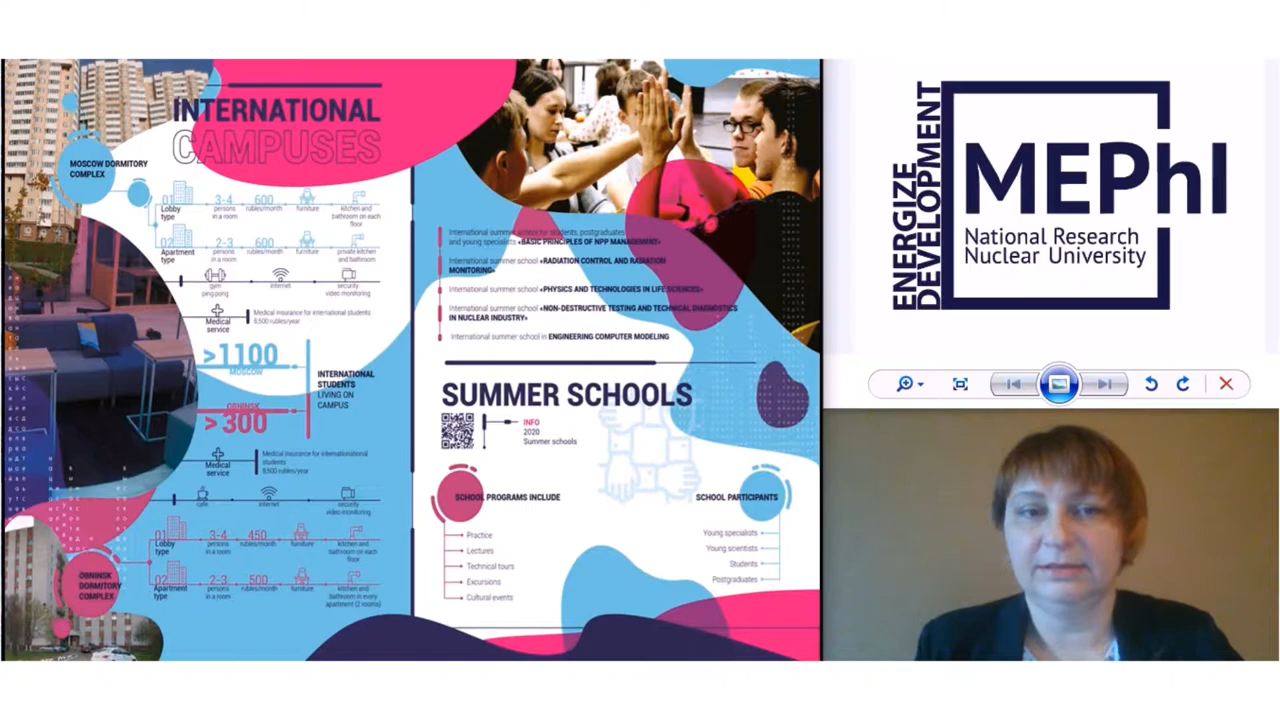 INTERNATIONAL
CAMPUSES
MOSCOW DORMITORY
COMPLEX
01
Lobby
type
3-4
persons
in a room
600
rubles/month
furniture
kitchen and
bathroom on each
floor
02
Apartment
type
2-3
persons
in a room
600
rubles/month
furniture
private kitchen
and bathroom
gym
ping pong
internet
security
video monitoring
Medical
service
Medical insurance for international students
8,500 rubles/year
>1100
MOSCOW
INTERNATIONAL
STUDENTS
LIVING ON
CAMPUS
OBNINSK
>300
Medical
service
Medical insurance for internationational
students
8,500 rubles/year
cafe
internet
security
video monitoring
01
Lobby
type
3-4
persons
in a room
450
rubles/month
furniture
kitchen and
bathroom on each
floor
OBNINSK
DORMITORY
COMPLEX
02
Apartment
type
2-3
persons
in a room
500
rubles/month
furniture
kitchen and
bathroom in every
apartment (2 rooms)
International summer school for students, postgraduates
and young specialists «BASIC PRINCIPLES OF NPP MANAGEMENT»
International summer school «RADIATION CONTROL AND RADIATION
MONITORING»
International summer school «PHYSICS AND TECHNOLOGIES IN LIFE SCIENCES»
International summer school «NON-DESTRUCTIVE TESTING AND TECHNICAL DIAGNOSTICS
IN NUCLEAR INDUSTRY»
International summer school in ENGINEERING COMPUTER MODELING
SUMMER SCHOOLS
INFO
2020
Summer schools
SCHOOL PROGRAMS INCLUDE
Practice
Lectures
Technical tours
Excursions
Cultural events
SCHOOL PARTICIPANTS
Young specialists
Young scientists
Students
Postgraduates
ENERGIZE
DEVELOPMENT
MEPhI
National Research
Nuclear University